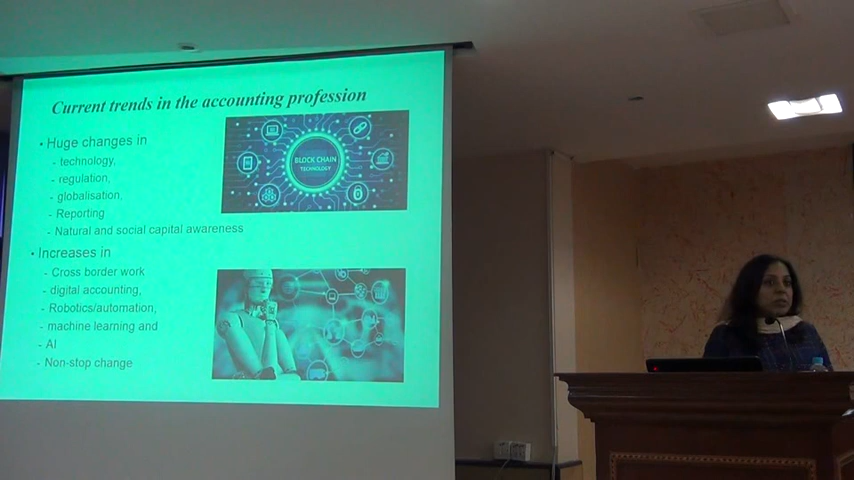 Current trends in the accounting profession
• Huge changes in
- technology,
- regulation,
- globalisation,
- Reporting
- Natural and social capital awareness
• Increases in
- Cross border work
- digital accounting,
- Robotics/automation,
- machine learning and
- AI
- Non-stop change
BLOCK CHAIN
TECHNOLOGY